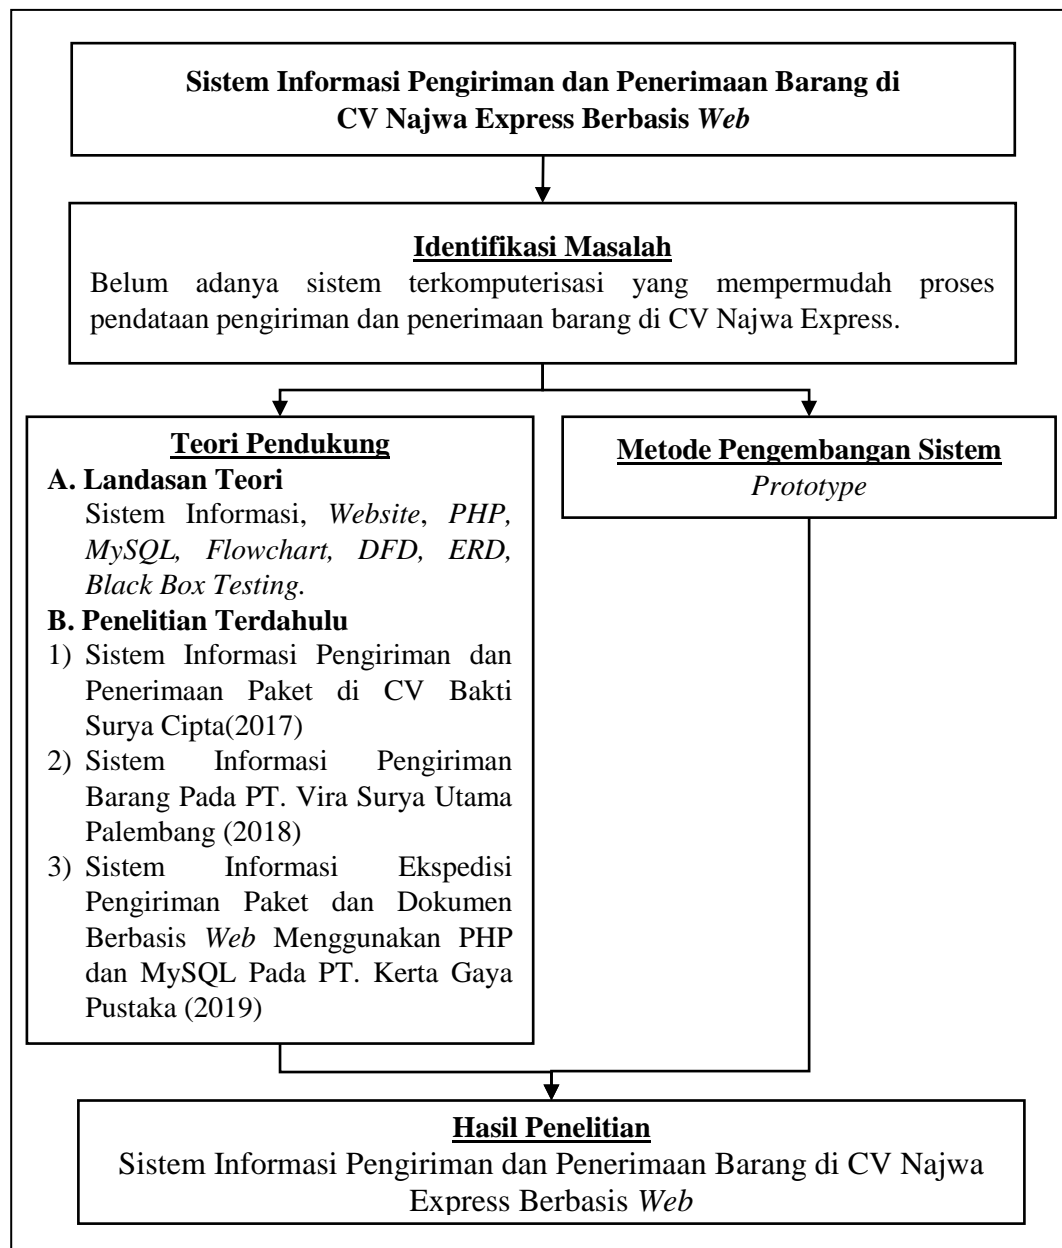 Sistem Informasi Pengiriman dan Penerimaan Barang di
CV Najwa Express Berbasis Web
Identifikasi Masalah
Belum adanya sistem terkomputerisasi yang mempermudah proses
pendataan pengiriman dan penerimaan barang di CV Najwa Express.
Teori Pendukung
A. Landasan Teori
Sistem Informasi, Website, PHP,
MySQL, Flowchart, DFD, ERD,
Black Box Testing.
B. Penelitian Terdahulu
1) Sistem Informasi Pengiriman dan
Penerimaan Paket di CV Bakti
Surya Cipta(2017)
2) Sistem Informasi Pengiriman
Barang Pada PT. Vira Surya Utama
Palembang (2018)
3) Sistem Informasi Ekspedisi
Pengiriman Paket dan Dokumen
Berbasis Web Menggunakan PHP
dan MySQL Pada PT. Kerta Gaya
Pustaka (2019)
Metode Pengembangan Sistem
Prototype
Hasil Penelitian
Sistem Informasi Pengiriman dan Penerimaan Barang di CV Najwa
Express Berbasis Web